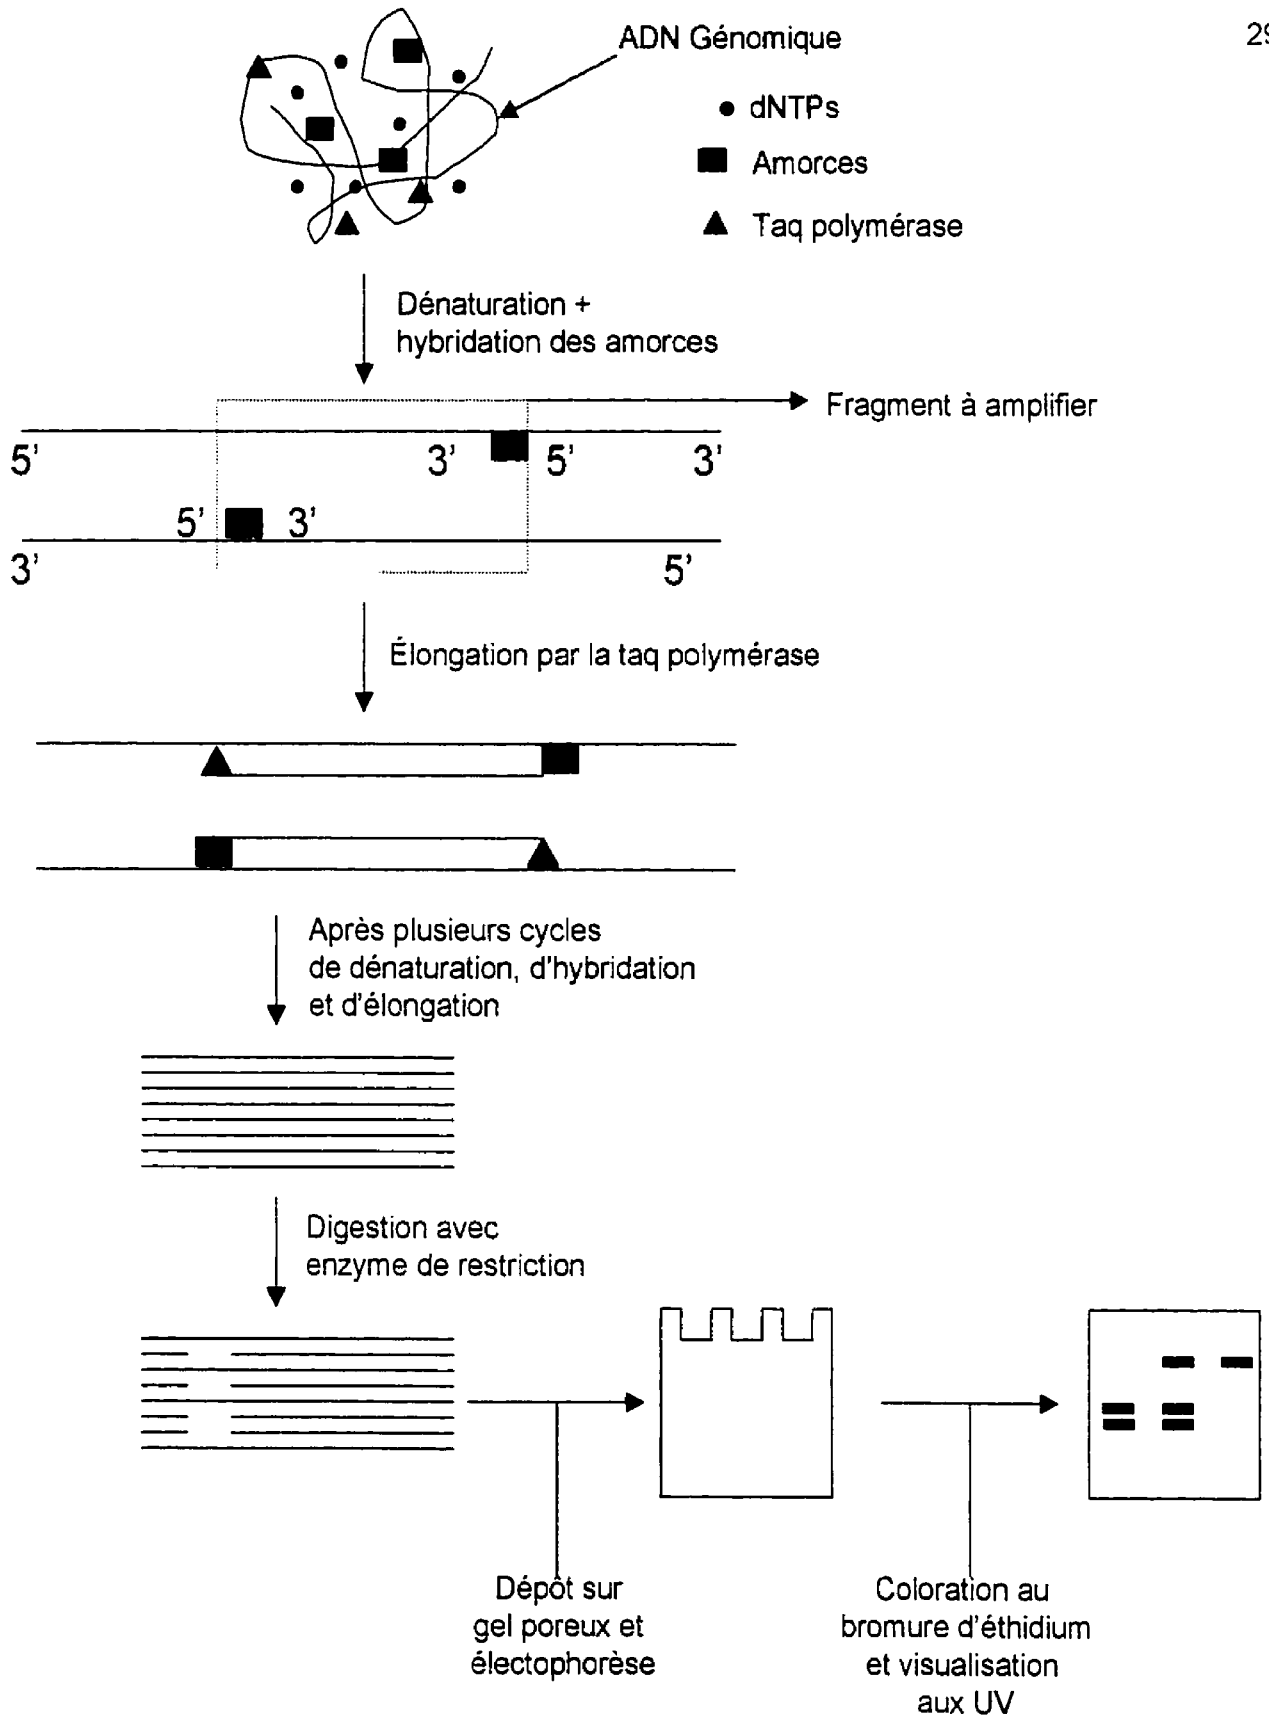 29
ADN Génomique
dNTPs
Amorces
Taq polymérase
Dénaturation +
hybridation des amorces
Fragment à amplifier
5' 3' 5' 3'
5' 3'
3' 5'
Élongation par la taq polymérase
Après plusieurs cycles
de dénaturation, d'hybridation
et d'élongation
Digestion avec
enzyme de restriction
Dépôt sur
gel poreux et
électophorèse
Coloration au
bromure d'éthidium
et visualisation
aux UV